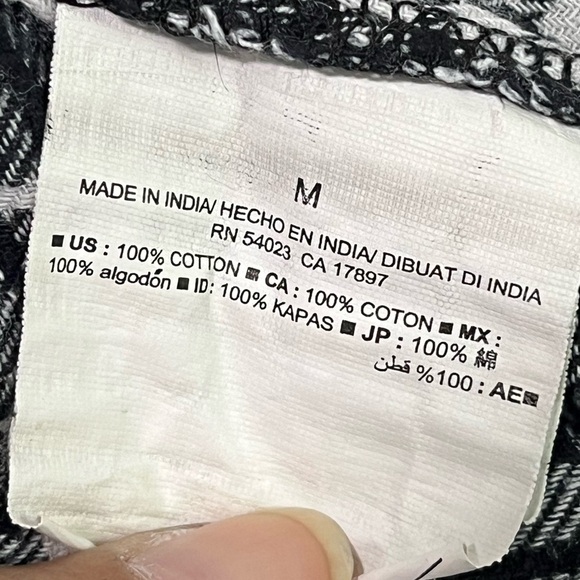 M
MADE IN INDIA/ HECHO EN INDIA/ DIBUAT DI INDIA
RN 54023 CA 17897
■ US : 100% COTTON ■ CA : 100% COTON ■ MX :
100% algodón ■ ID: 100% KAPAS ■ JP : 100% 綿
■AE : 100% قطن